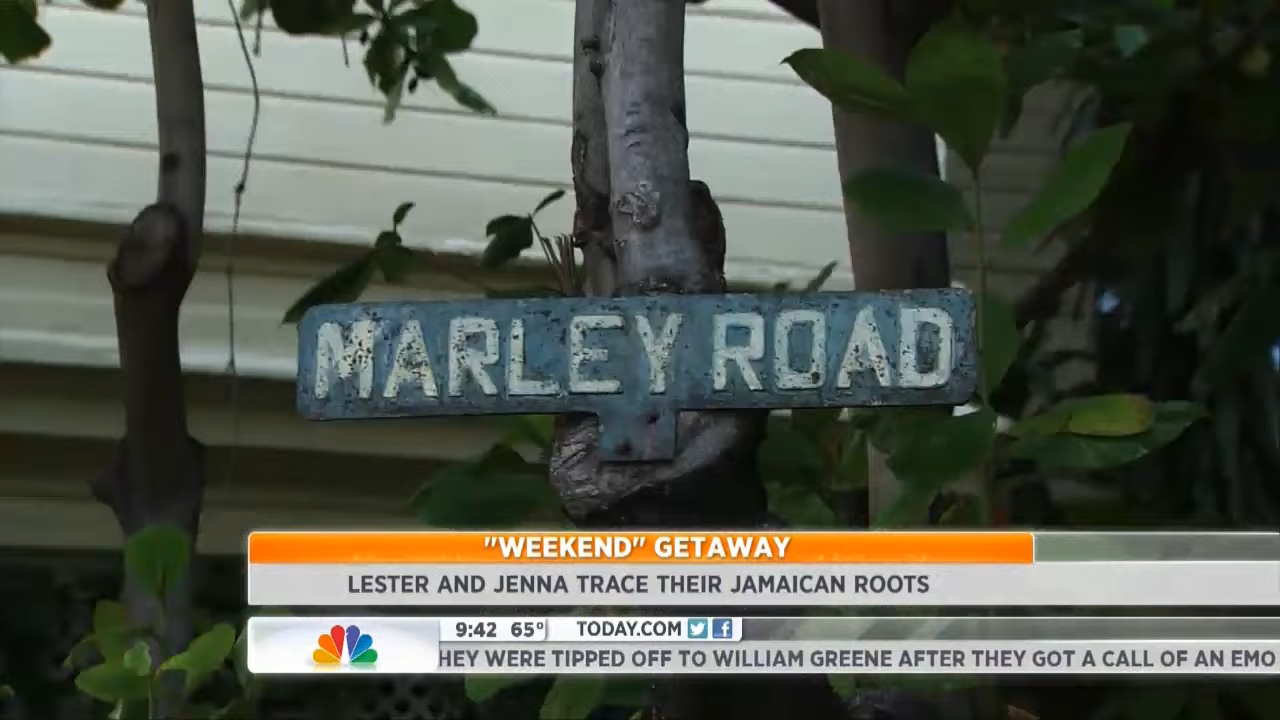 MARLEY ROAD
"WEEKEND" GETAWAY
LESTER AND JENNA TRACE THEIR JAMAICAN ROOTS
9:42 65° TODAY.COM
HEY WERE TIPPED OFF TO WILLIAM GREENE AFTER THEY GOT A CALL OF AN EMO